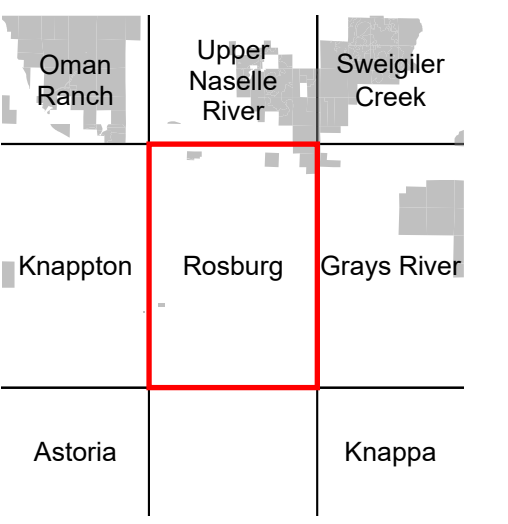 Oman
Ranch
Upper
Naselle
River
Sweigiler
Creek
Knappton
Rosburg
Grays River
Astoria
Knappa